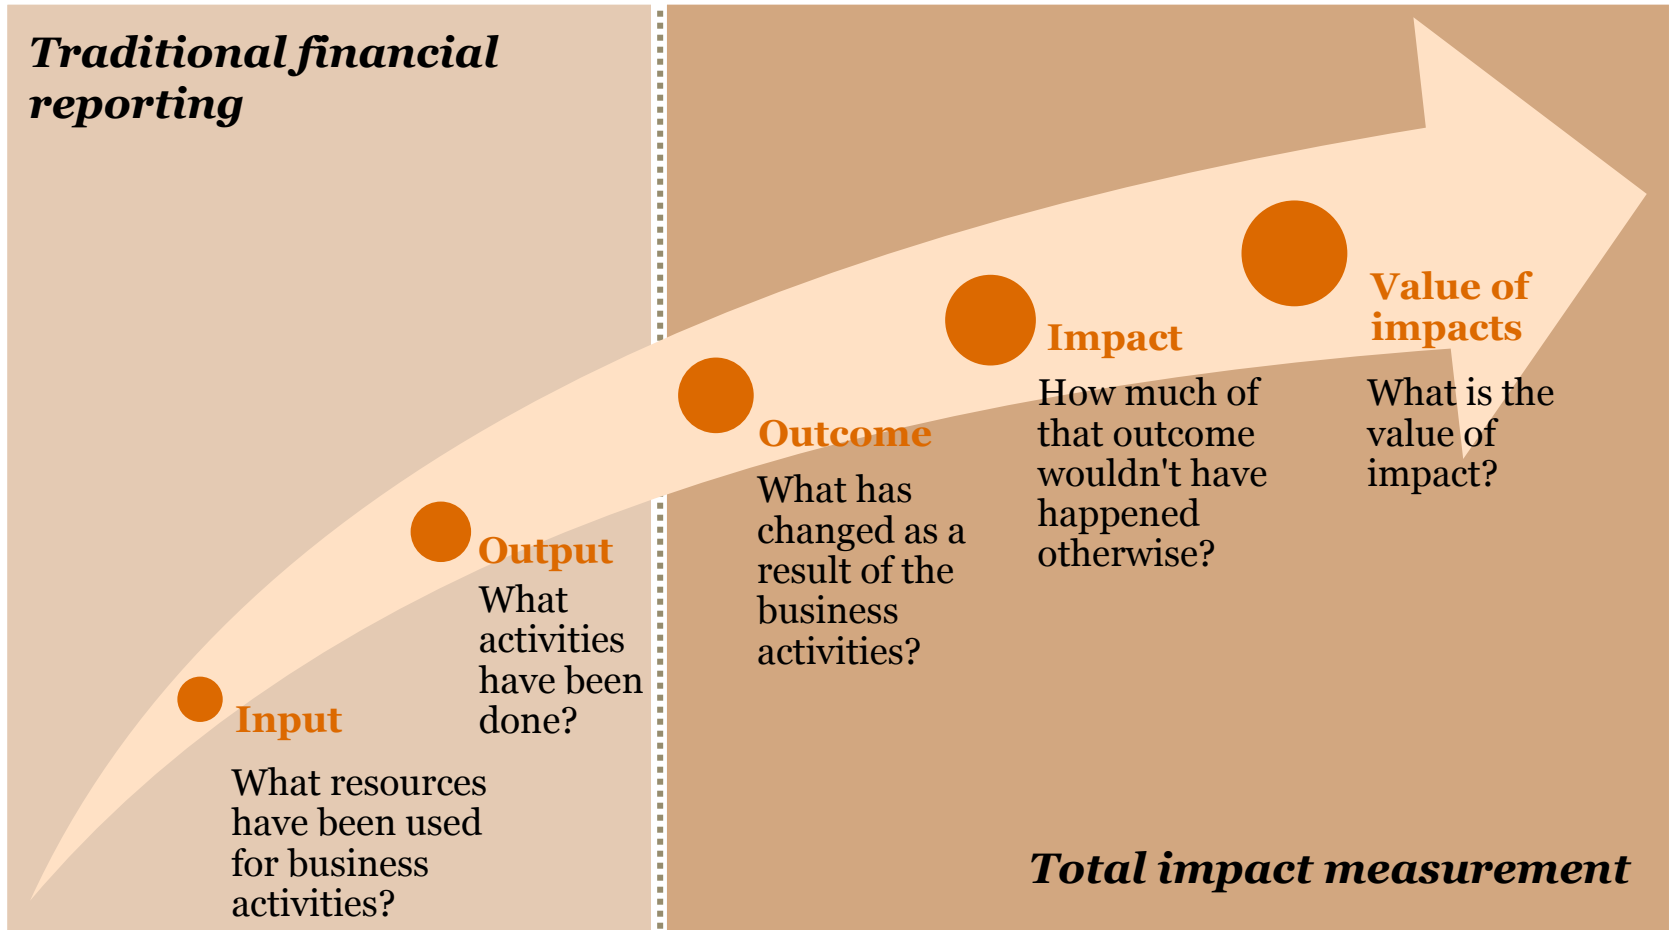 Traditional financial
reporting
Input
What resources
have been used
for business
activities?
Output
What
activities
have been
done?
Outcome
What has
changed as a
result of the
business
activities?
Impact
How much of
that outcome
wouldn't have
happened
otherwise?
Value of
impacts
What is the
value of
impact?
Total impact measurement